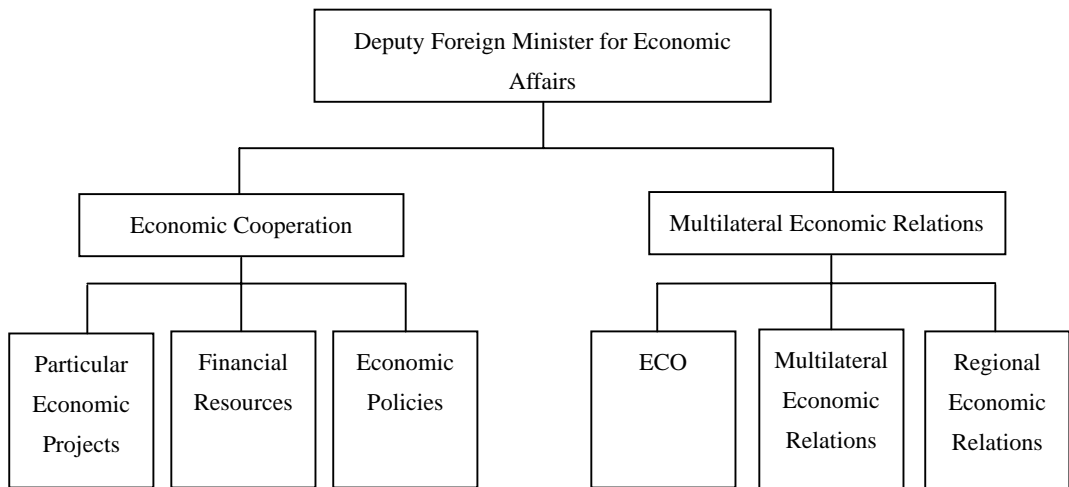 Deputy Foreign Minister for Economic
Affairs
Economic Cooperation
Multilateral Economic Relations
Particular
Economic
Projects
Financial
Resources
Economic
Policies
ECO
Multilateral
Economic
Relations
Regional
Economic
Relations